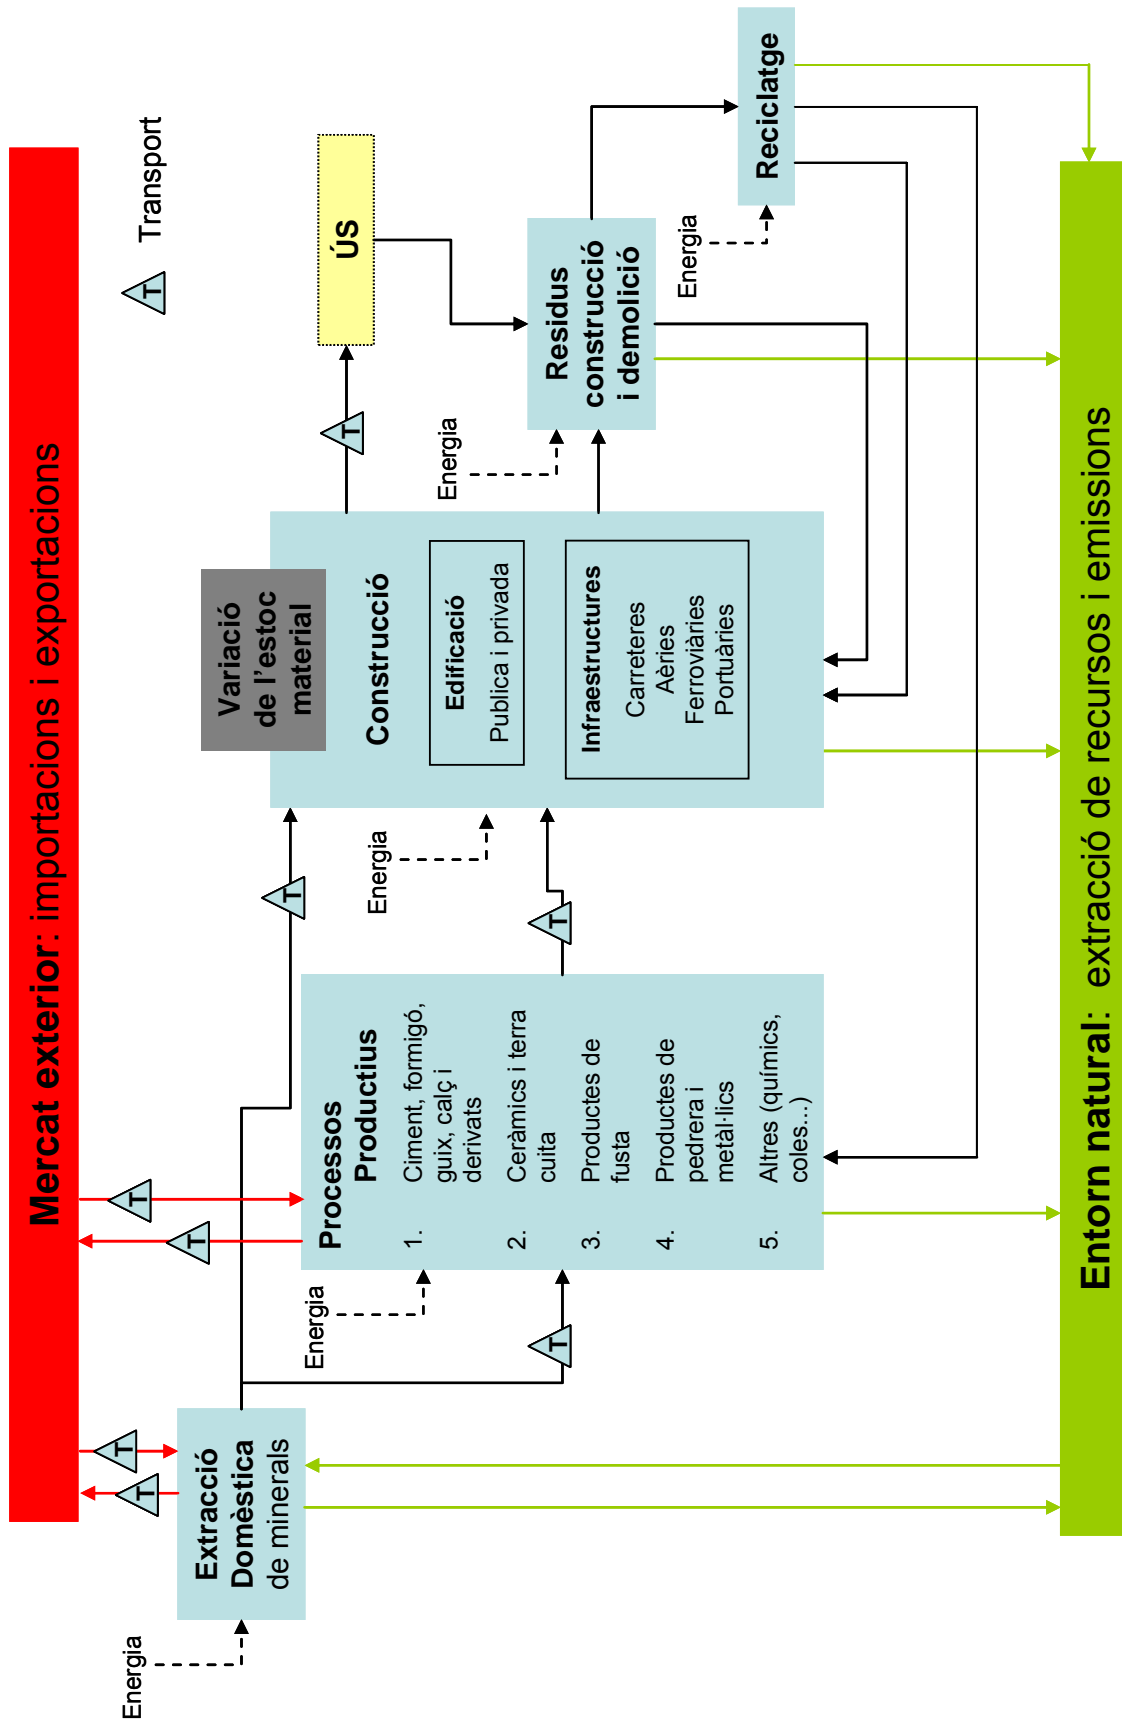 Mercat exterior: importacions i exportacions
T Transport
T
T
T
T
Energia
Extracció
Domèstica
de minerals
T
Energia
Processos
Productius
1. Ciment, formigó,
guix, calç i
derivats
2. Ceràmics i terra
cuita
3. Productes de
fusta
4. Productes de
pedrera i
metàl·lics
5. Altres (químics,
coles...)
T
T
Energia
Variació
de l'estoc
material
Construcció
Edificació
Publica i privada
Infraestructures
Carreteres
Aèries
Ferroviàries
Portuàries
T
ÚS
Energia
Residus
construcció
i demolició
Energia
Reciclatge
Entorn natural: extracció de recursos i emissions